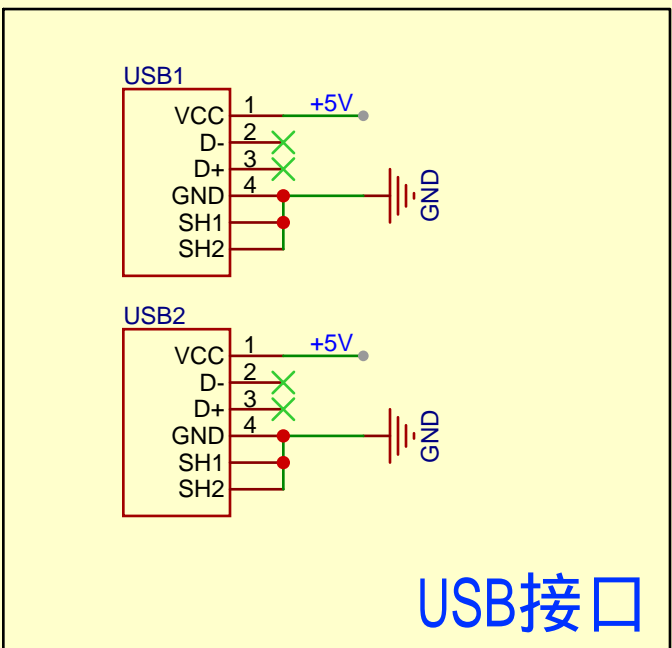 USB1
VCC 1 +5V
D- 2
D+ 3
GND 4
SH1
SH2
GND
USB2
VCC 1 +5V
D- 2
D+ 3
GND 4
SH1
SH2
GND
USB接口